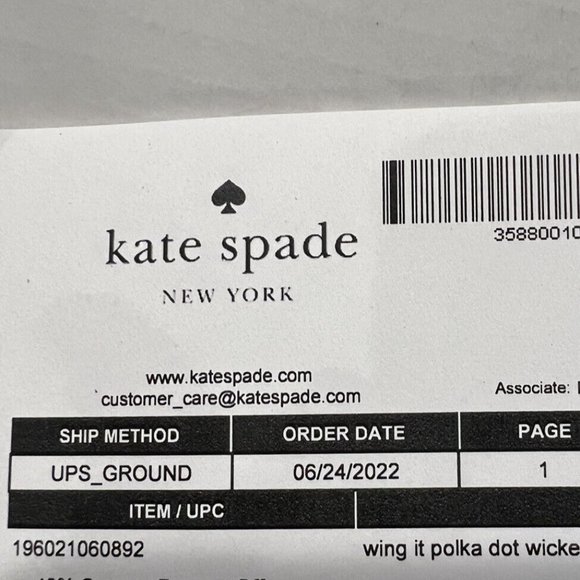 kate spade
NEW YORK
3588001
www.katespade.com
customer_care@katespade.com
Associate:
SHIP METHOD ORDER DATE PAGE
UPS_GROUND 06/24/2022 1
ITEM / UPC
196021060892 wing it polka dot wicke